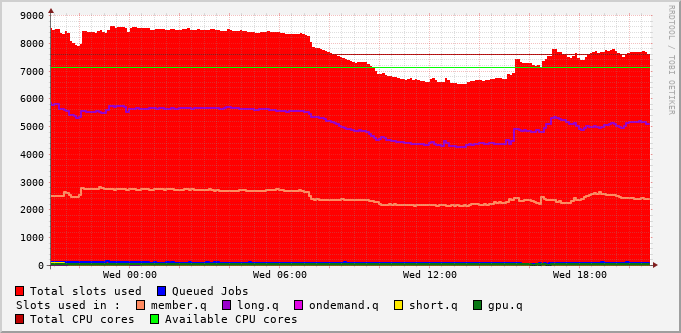 9000
8000
7000
6000
5000
4000
3000
2000
1000
0
Wed 00:00 Wed 06:00 Wed 12:00 Wed 18:00
RRDTOOL / TOBI OETIKER
Total slots used Queued Jobs
Slots used in : member.q long.q ondemand.q short.q gpu.q
Total CPU cores Available CPU cores